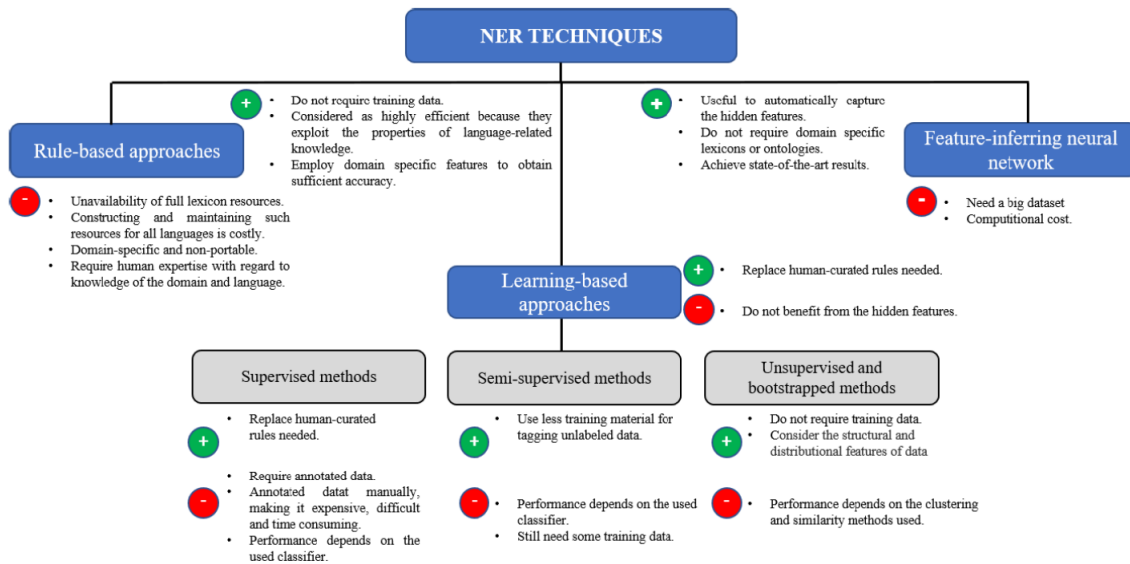 NER TECHNIQUES
+
• Do not require training data.
• Considered as highly efficient because they
exploit the properties of language-related
knowledge.
• Employ domain specific features to obtain
sufficient accuracy.
+
• Useful to automatically capture
the hidden features.
• Do not require domain specific
lexicons or ontologies.
• Achieve state-of-the-art results.
Rule-based approaches
Feature-inferring neural
network
-
• Unavailability of full lexicon resources.
• Constructing and maintaining such
resources for all languages is costly.
• Domain-specific and non-portable.
• Require human expertise with regard to
knowledge of the domain and language.
-
• Need a big dataset
• Computitional cost.
Learning-based
approaches
+
• Replace human-curated rules needed.
-
• Do not benefit from the hidden features.
Supervised methods
Semi-supervised methods
Unsupervised and
bootstrapped methods
+
• Replace human-curated
rules needed.
-
• Require annotated data.
• Annotated datat manually,
making it expensive, difficult
and time consuming.
• Performance depends on the
used classifier.
+
• Use less training material for
tagging unlabeled data.
-
• Performance depends on the used
classifier.
• Still need some training data.
+
• Do not require training data.
• Consider the structural and
distributional features of data
-
• Performance depends on the clustering
and similarity methods used.